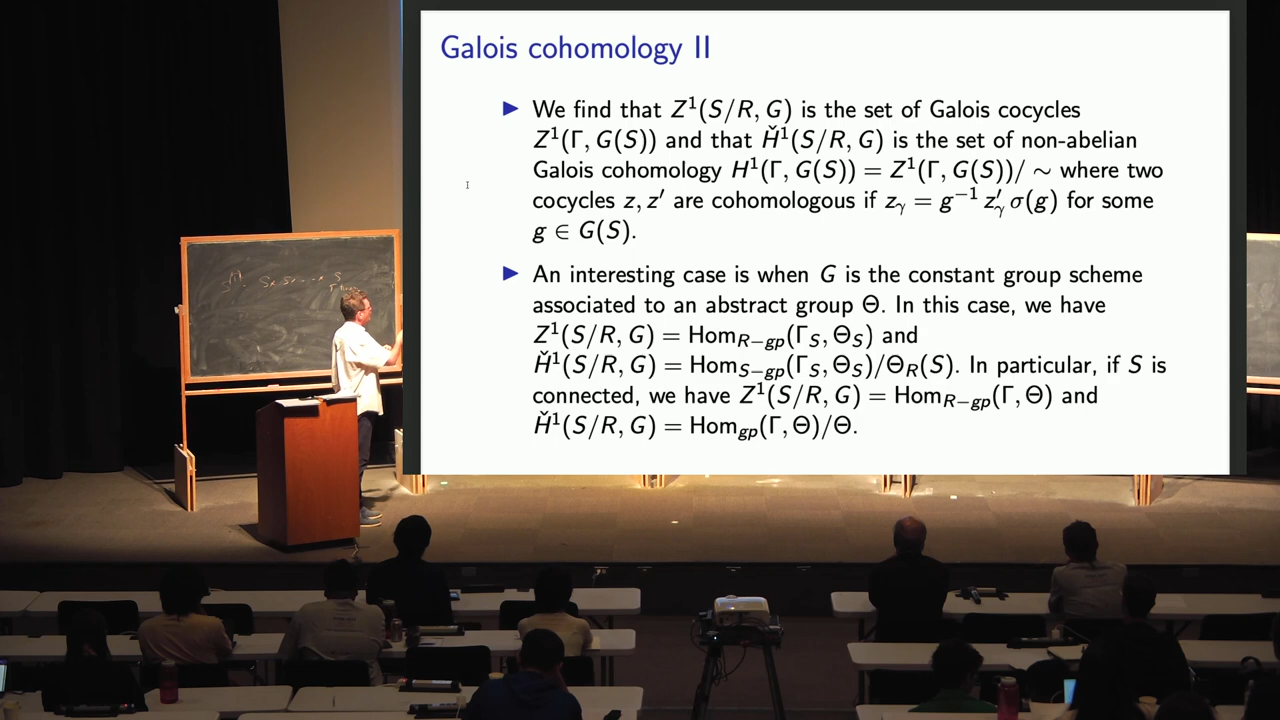 Galois cohomology II
▶ We find that Z¹(S/R, G) is the set of Galois cocycles
Z¹(Γ, G(S)) and that Ȟ¹(S/R, G) is the set of non-abelian
Galois cohomology H¹(Γ, G(S)) = Z¹(Γ, G(S))/ ∼ where two
cocycles z, z′ are cohomologous if z_γ = g⁻¹ z′_γ σ(g) for some
g ∈ G(S).
▶ An interesting case is when G is the constant group scheme
associated to an abstract group Θ. In this case, we have
Z¹(S/R, G) = Hom_{R−gp}(Γ_S, Θ_S) and
Ȟ¹(S/R, G) = Hom_{S−gp}(Γ_S, Θ_S)/Θ_R(S). In particular, if S is
connected, we have Z¹(S/R, G) = Hom_{R−gp}(Γ, Θ) and
Ȟ¹(S/R, G) = Hom_{gp}(Γ, Θ)/Θ.